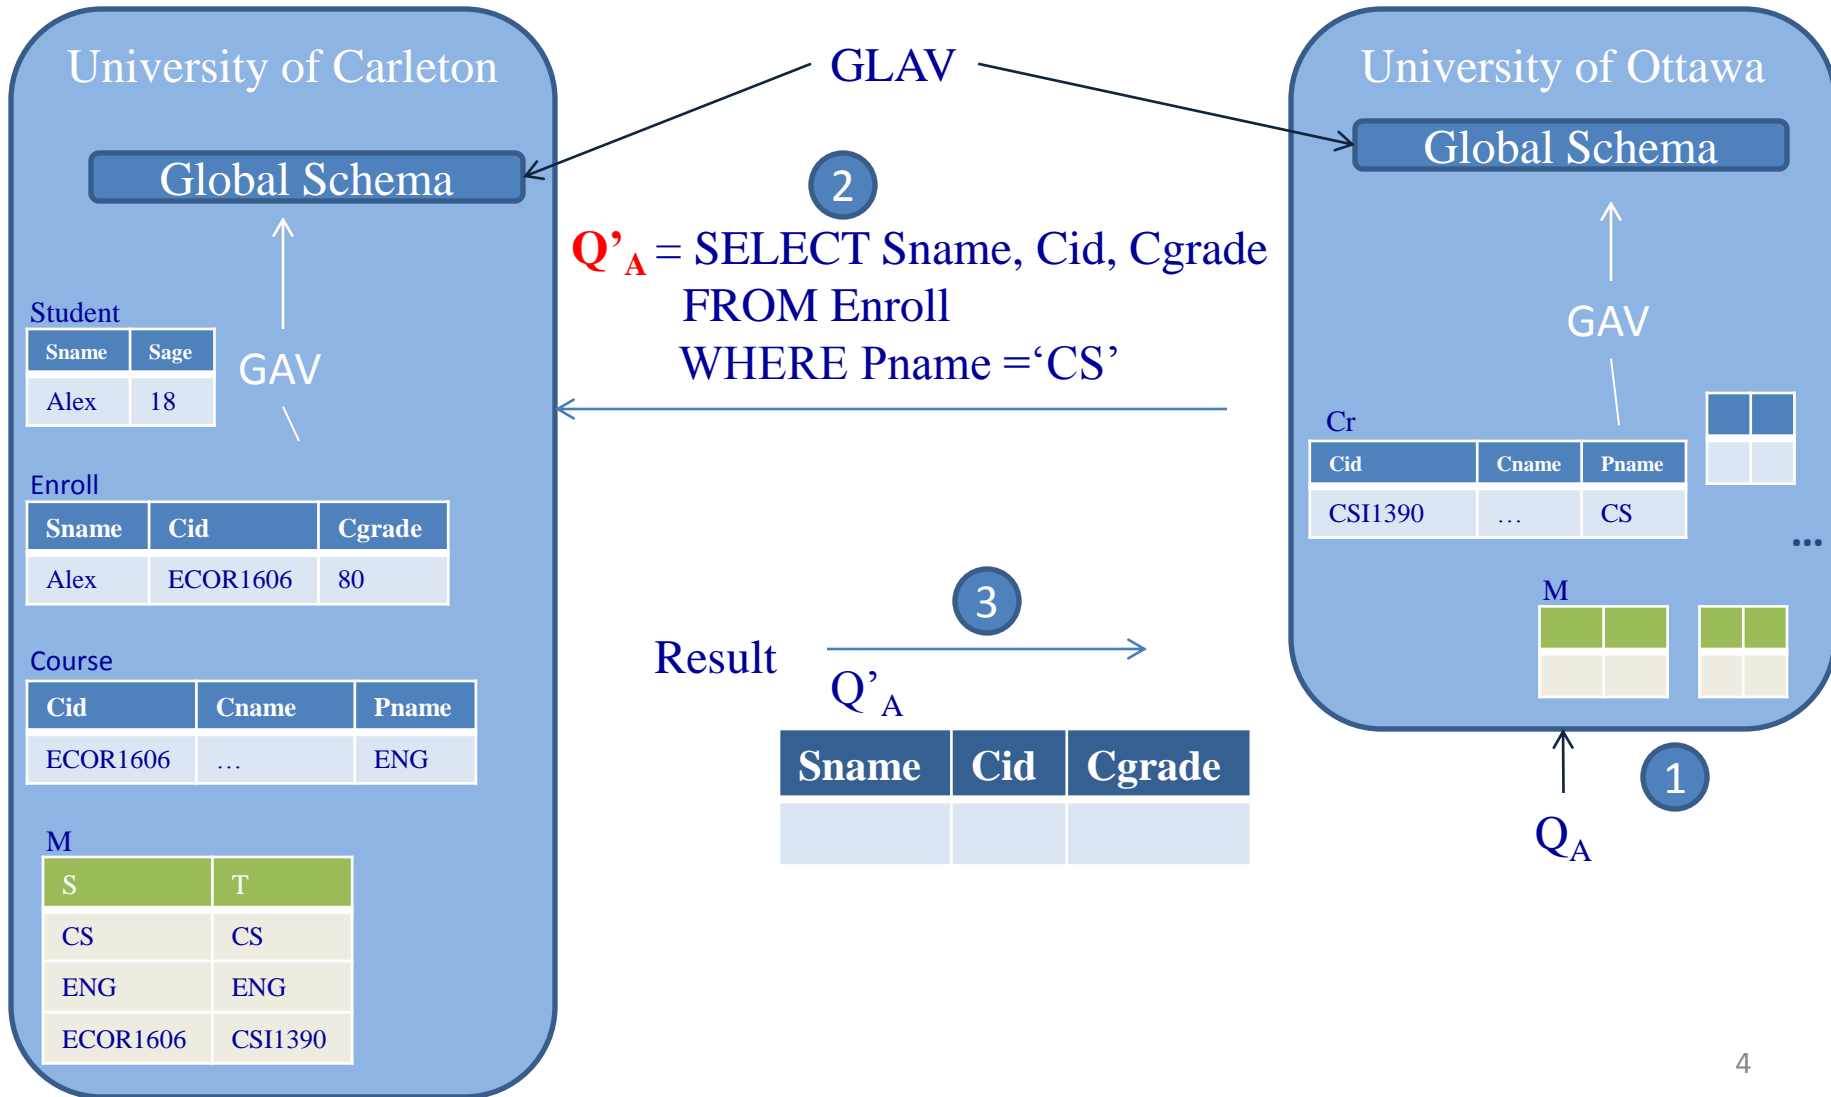 University of Carleton
Global Schema
GAV
Student
Sname Sage
Alex 18
Enroll
Sname Cid Cgrade
Alex ECOR1606 80
Course
Cid Cname Pname
ECOR1606 … ENG
M
S T
CS CS
ENG ENG
ECOR1606 CSI1390
GLAV
2
Q’A = SELECT Sname, Cid, Cgrade
FROM Enroll
WHERE Pname =‘CS’
3
Result
Q’A
Sname Cid Cgrade
University of Ottawa
Global Schema
GAV
Cr
Cid Cname Pname
CSI1390 … CS
...
M
1
QA
4